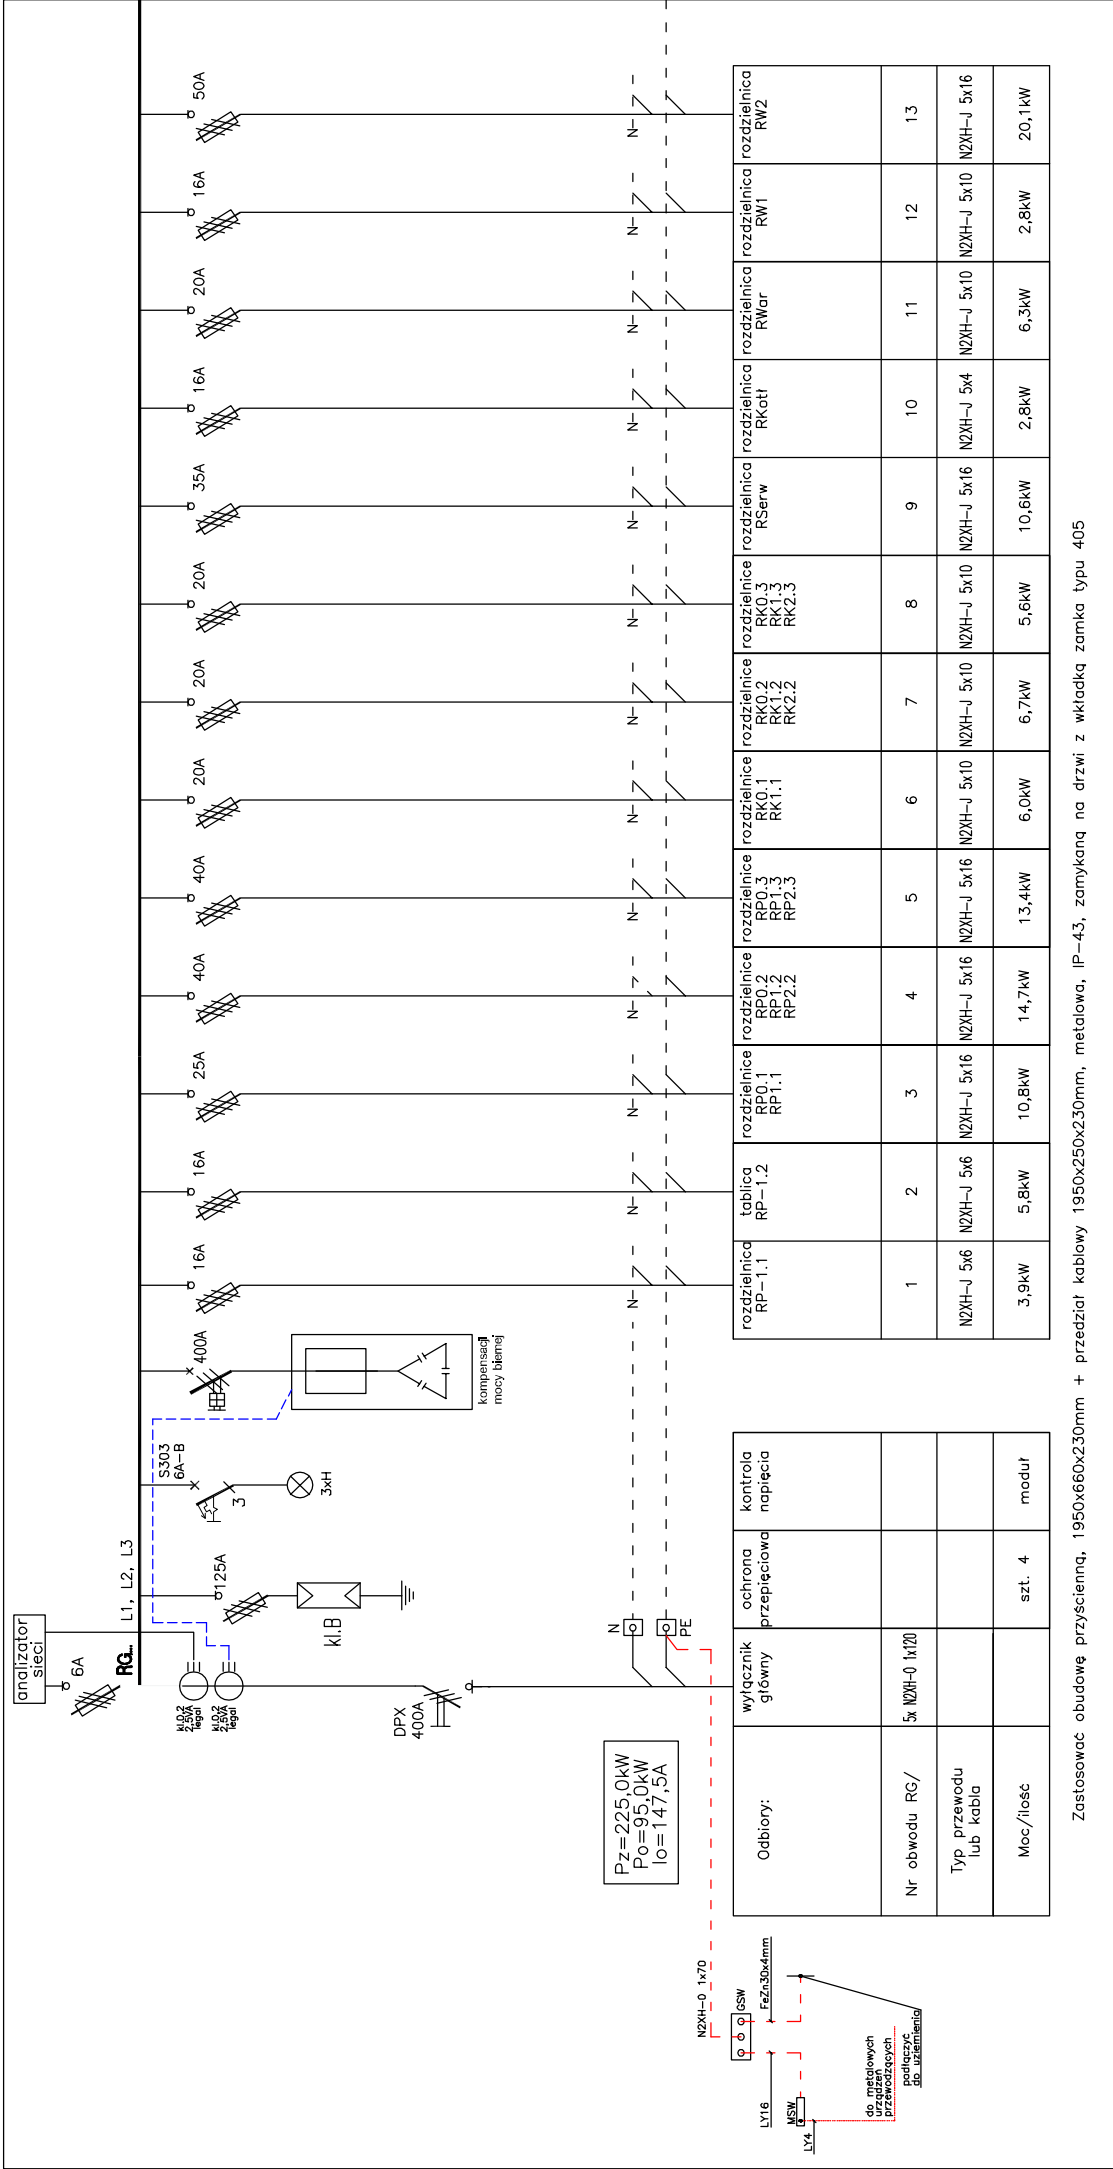 analizator
sieci
6A
RG...
L1, L2, L3
kl.0,2
2,5VA
legal
kl.0,2
2,5VA
legal
DPX
400A
125A
kl.B
S303
6A-B
3
3xH
400A
kompensacji
mocy biernej
16A
16A
25A
40A
40A
20A
20A
20A
35A
16A
20A
16A
50A
N
PE
N
N
N
N
N
N
N
N
N
N
N
N
N
Pz=225,0kW
Po=95,0kW
Io=147,5A
Odbiory:
wyłącznik
główny
ochrona
przepięciowa
kontrola
napięcia
rozdzielnica
RP-1.1
tablica
RP-1.2
rozdzielnice
RP0.1
RP1.1
rozdzielnice
RP0.2
RP1.2
RP2.2
rozdzielnice
RP0.3
RP1.3
RP2.3
rozdzielnice
RK0.1
RK1.1
rozdzielnice
RK0.2
RK1.2
RK2.2
rozdzielnice
RK0.3
RK1.3
RK2.3
rozdzielnica
RSerw
rozdzielnica
RKotł
rozdzielnica
RWar
rozdzielnica
RW1
rozdzielnica
RW2
Nr obwodu RG/
1
2
3
4
5
6
7
8
9
10
11
12
13
Typ przewodu
lub kabla
5x N2XH-O 1x120
N2XH-J 5x6
N2XH-J 5x6
N2XH-J 5x16
N2XH-J 5x16
N2XH-J 5x16
N2XH-J 5x10
N2XH-J 5x10
N2XH-J 5x10
N2XH-J 5x16
N2XH-J 5x4
N2XH-J 5x10
N2XH-J 5x10
N2XH-J 5x16
Moc/ilość
szt. 4
moduł
3,9kW
5,8kW
10,8kW
14,7kW
13,4kW
6,0kW
6,7kW
5,6kW
10,6kW
2,8kW
6,3kW
2,8kW
20,1kW
N2XH-O 1x70
GSW
FeZn30x4mm
LY16
MSW
LY4
do metalowych
urządzeń
przewodzących
podłączyć
do uziemienia
Zastosować obudowę przyścienną, 1950x660x230mm + przedział kablowy 1950x250x230mm, metalowa, IP-43, zamykaną na drzwi z wkładką zamka typu 405